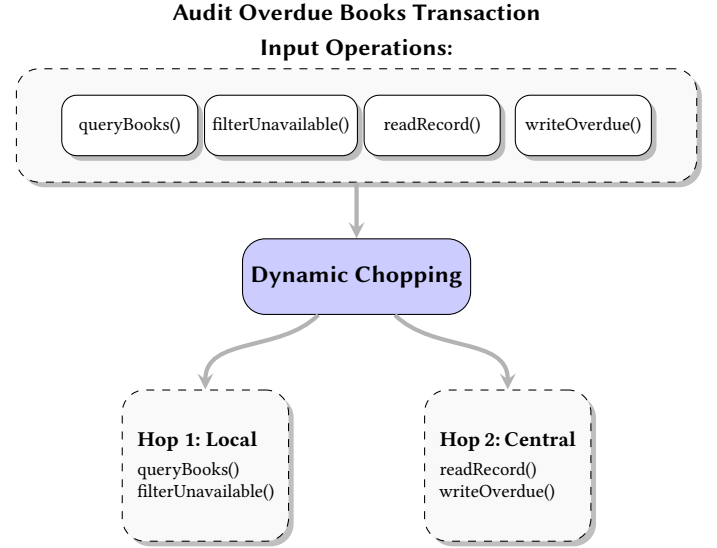 Audit Overdue Books Transaction
Input Operations:
queryBooks() filterUnavailable() readRecord() writeOverdue()
Dynamic Chopping
Hop 1: Local
queryBooks()
filterUnavailable()
Hop 2: Central
readRecord()
writeOverdue()